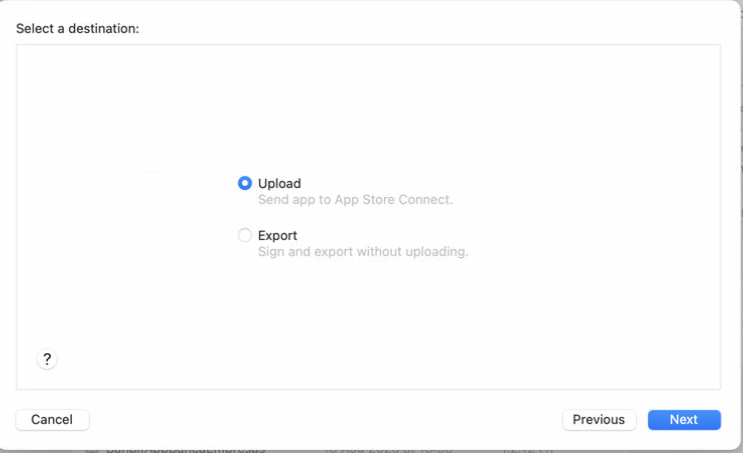 Select a destination:
Upload
Send app to App Store Connect.
Export
Sign and export without uploading.
?
Cancel
Previous
Next